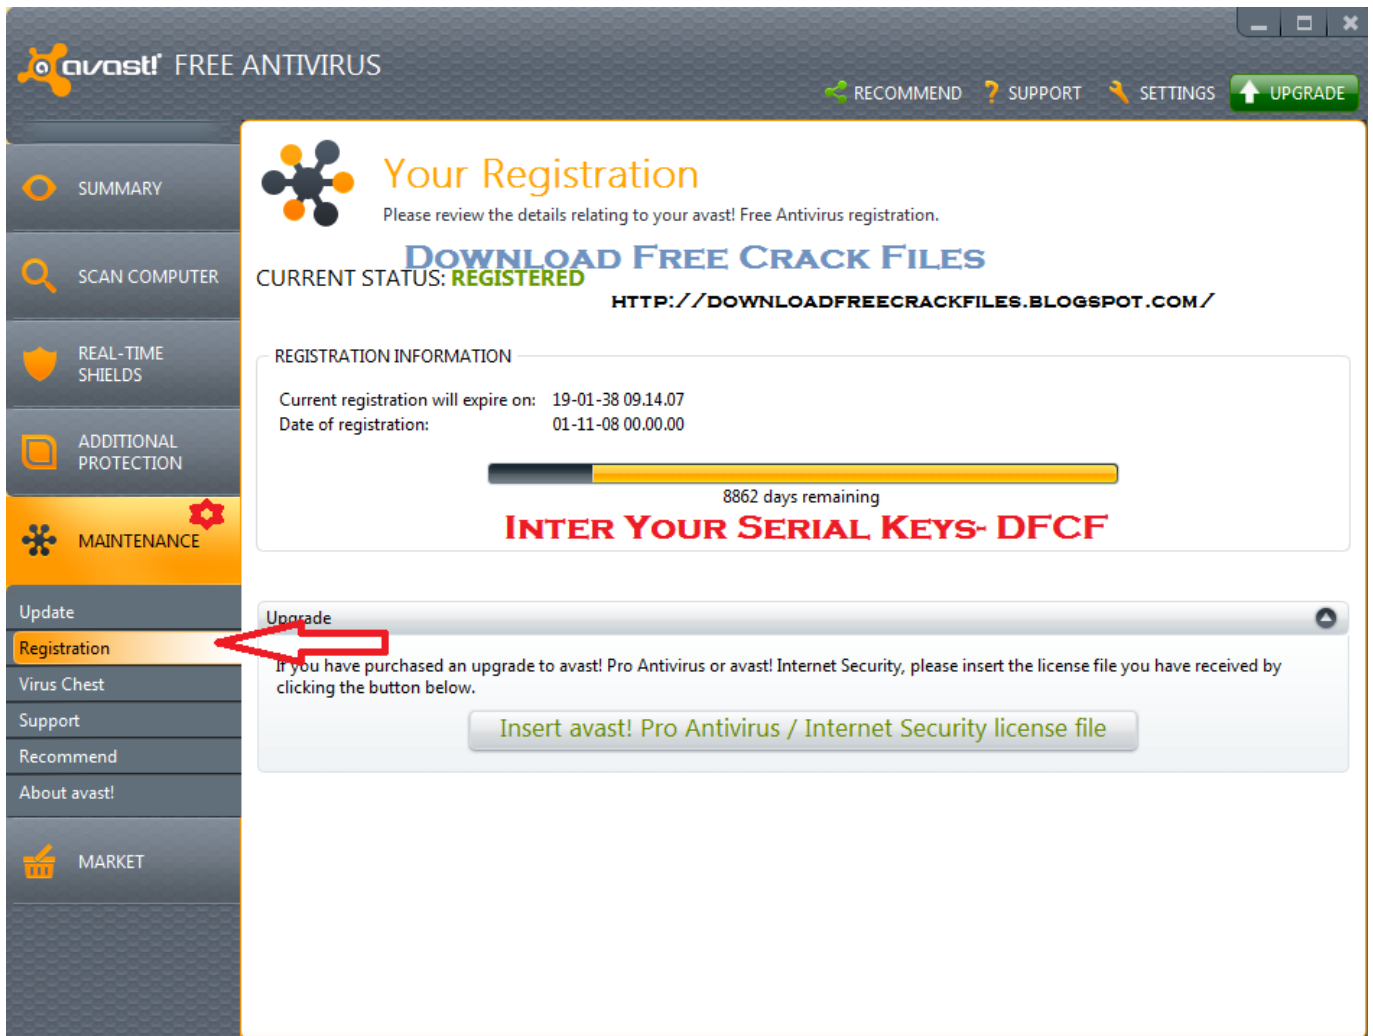 avast! FREE ANTIVIRUS
RECOMMEND
SUPPORT
SETTINGS
UPGRADE
SUMMARY
SCAN COMPUTER
REAL-TIME
SHIELDS
ADDITIONAL
PROTECTION
MAINTENANCE
Update
Registration
Virus Chest
Support
Recommend
About avast!
MARKET
Your Registration
Please review the details relating to your avast! Free Antivirus registration.
DOWNLOAD FREE CRACK FILES
CURRENT STATUS: REGISTERED
HTTP://DOWNLOADFREECRACKFILES.BLOGSPOT.COM/
REGISTRATION INFORMATION
Current registration will expire on: 19-01-38 09.14.07
Date of registration: 01-11-08 00.00.00
8862 days remaining
INTER YOUR SERIAL KEYS- DFCF
Upgrade
If you have purchased an upgrade to avast! Pro Antivirus or avast! Internet Security, please insert the license file you have received by
clicking the button below.
Insert avast! Pro Antivirus / Internet Security license file